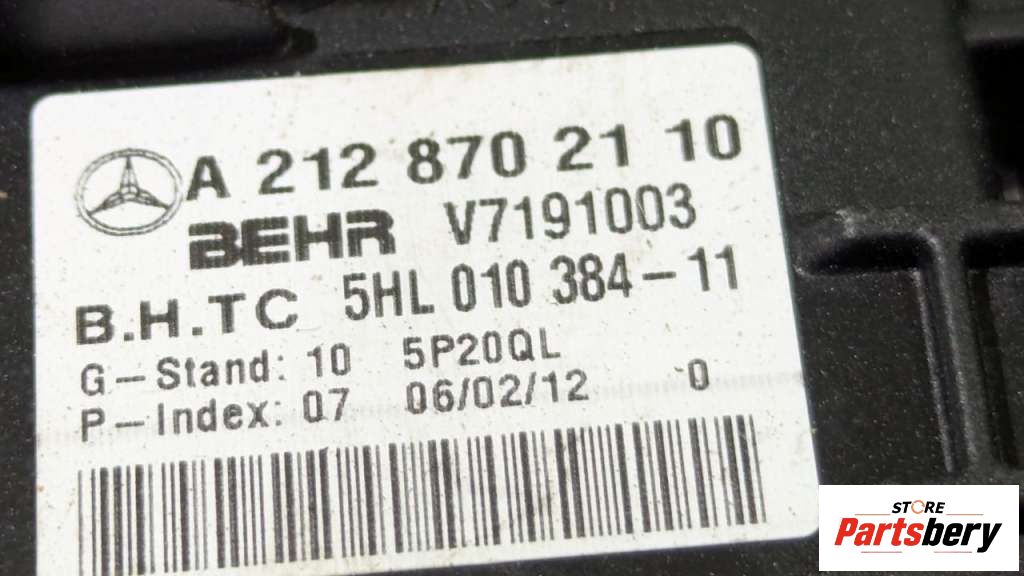 A 212 870 21 10
BEHR V7191003
B.H.TC 5HL 010 384-11
G-Stand: 10 5P20QL
P-Index: 07 06/02/12 0
STORE
Partsbery